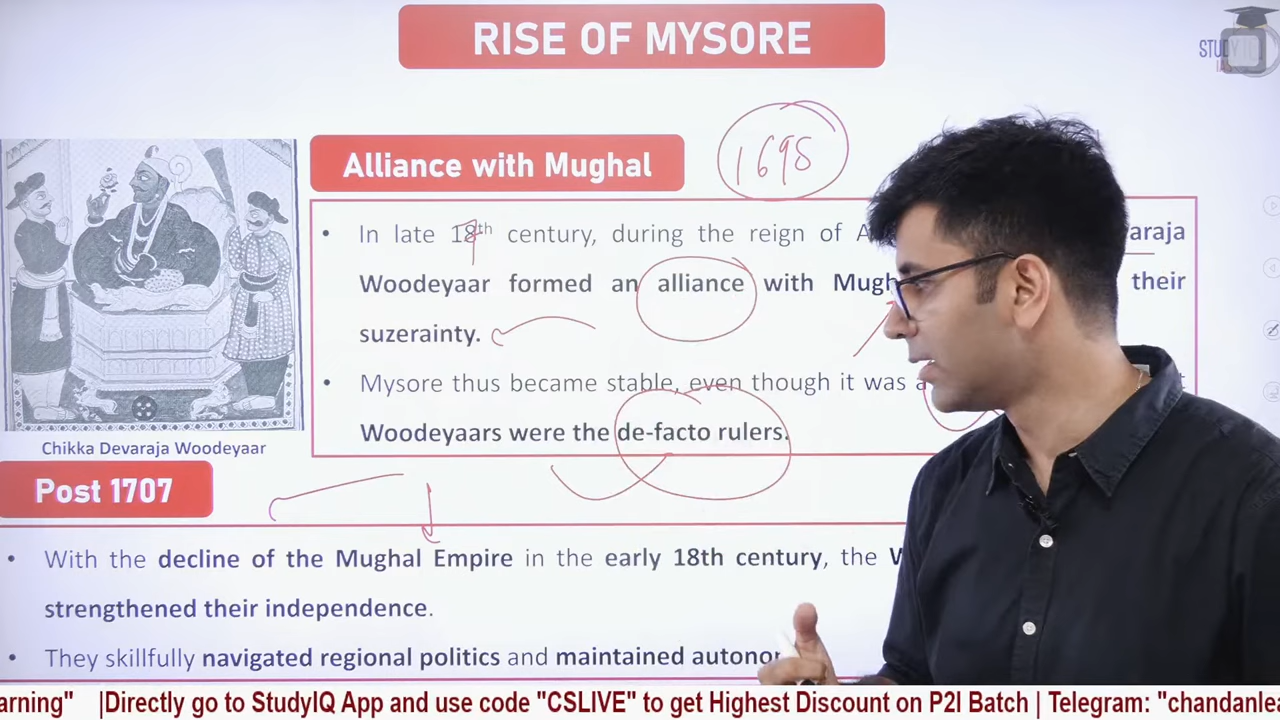 RISE OF MYSORE
STUDY
Alliance with Mughal
1698
In late 18th century, during the reign of
Woodeyaar formed an alliance with their
suzerainty.
Mysore thus became stable, even though it was
Woodeyaars were the de-facto rulers.
Chikka Devaraja Woodeyaar
Post 1707
With the decline of the Mughal Empire in the early 18th century, the
strengthened their independence.
They skillfully navigated regional politics and maintained
|Directly go to StudyIQ App and use code "CSLIVE" to get Highest Discount on P2I Batch | Telegram: